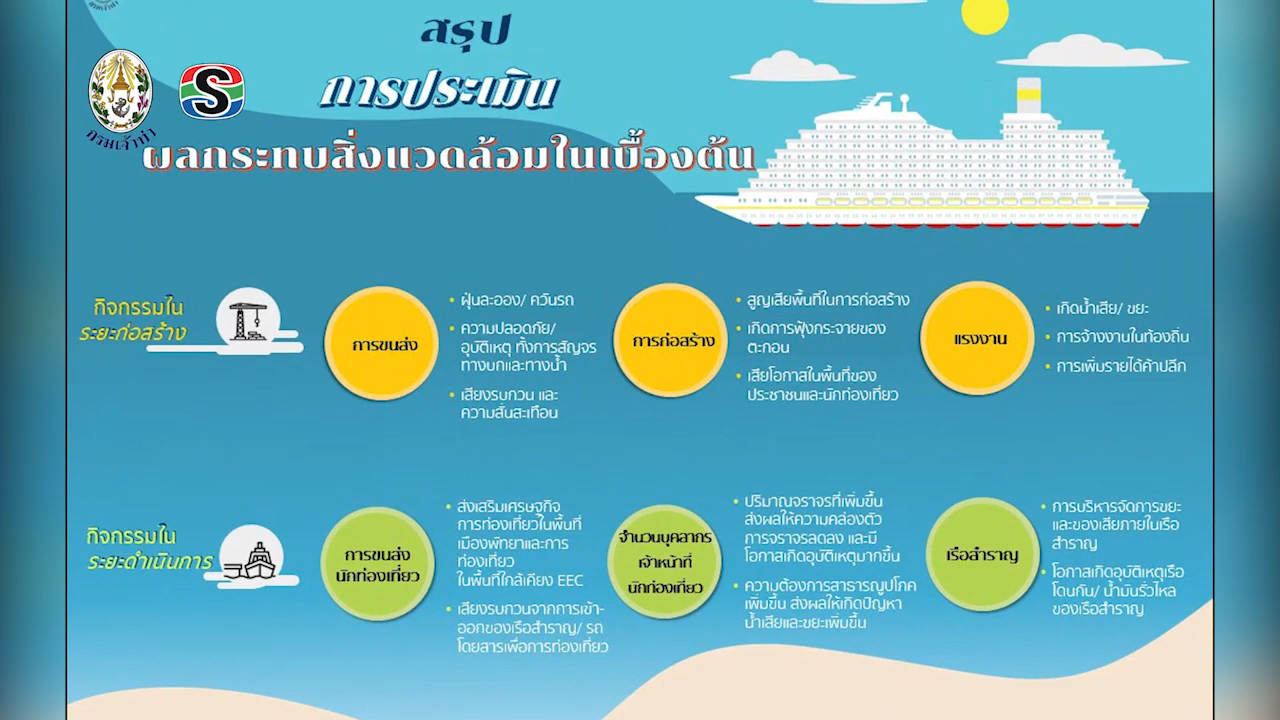 สรุป
การประเมิน
ผลกระทบสิ่งแวดล้อมในเบื้องต้น
กรมเจ้าท่า
S
กิจกรรมใน
ระยะก่อสร้าง
การขนส่ง
• ฝุ่นละออง/ ควันรถ
• ความปลอดภัย/
อุบัติเหตุ ทั้งการสัญจร
ทางบกและทางน้ำ
• เสียงรบกวน และ
ความสั่นสะเทือน
การก่อสร้าง
• สูญเสียพื้นที่ในการก่อสร้าง
• เกิดการฟุ้งกระจายของ
ตะกอน
• เสียโอกาสในพื้นที่ของ
ประชาชนและนักท่องเที่ยว
แรงงาน
• เกิดน้ำเสีย/ ขยะ
• การจ้างงานในท้องถิ่น
• การเพิ่มรายได้ค้าปลีก
กิจกรรมใน
ระยะดำเนินการ
การขนส่ง
นักท่องเที่ยว
• ส่งเสริมเศรษฐกิจ
การท่องเที่ยวในพื้นที่
เมืองพัทยาและการ
ท่องเที่ยว
ในพื้นที่ใกล้เคียง EEC
• เสียงรบกวนจากการเข้า-
ออกของเรือสำราญ/ รถ
โดยสารเพื่อการท่องเที่ยว
จำนวนบุคลากร
เจ้าหน้าที่
นักท่องเที่ยว
• ปริมาณจราจรที่เพิ่มขึ้น
ส่งผลให้ความคล่องตัว
การจราจรลดลง และมี
โอกาสเกิดอุบัติเหตุมากขึ้น
• ความต้องการสาธารณูปโภค
เพิ่มขึ้น ส่งผลให้เกิดปัญหา
น้ำเสียและขยะเพิ่มขึ้น
เรือสำราญ
• การบริหารจัดการขยะ
และของเสียภายในเรือ
สำราญ
• โอกาสเกิดอุบัติเหตุเรือ
โดนกัน/ น้ำมันรั่วไหล
ของเรือสำราญ